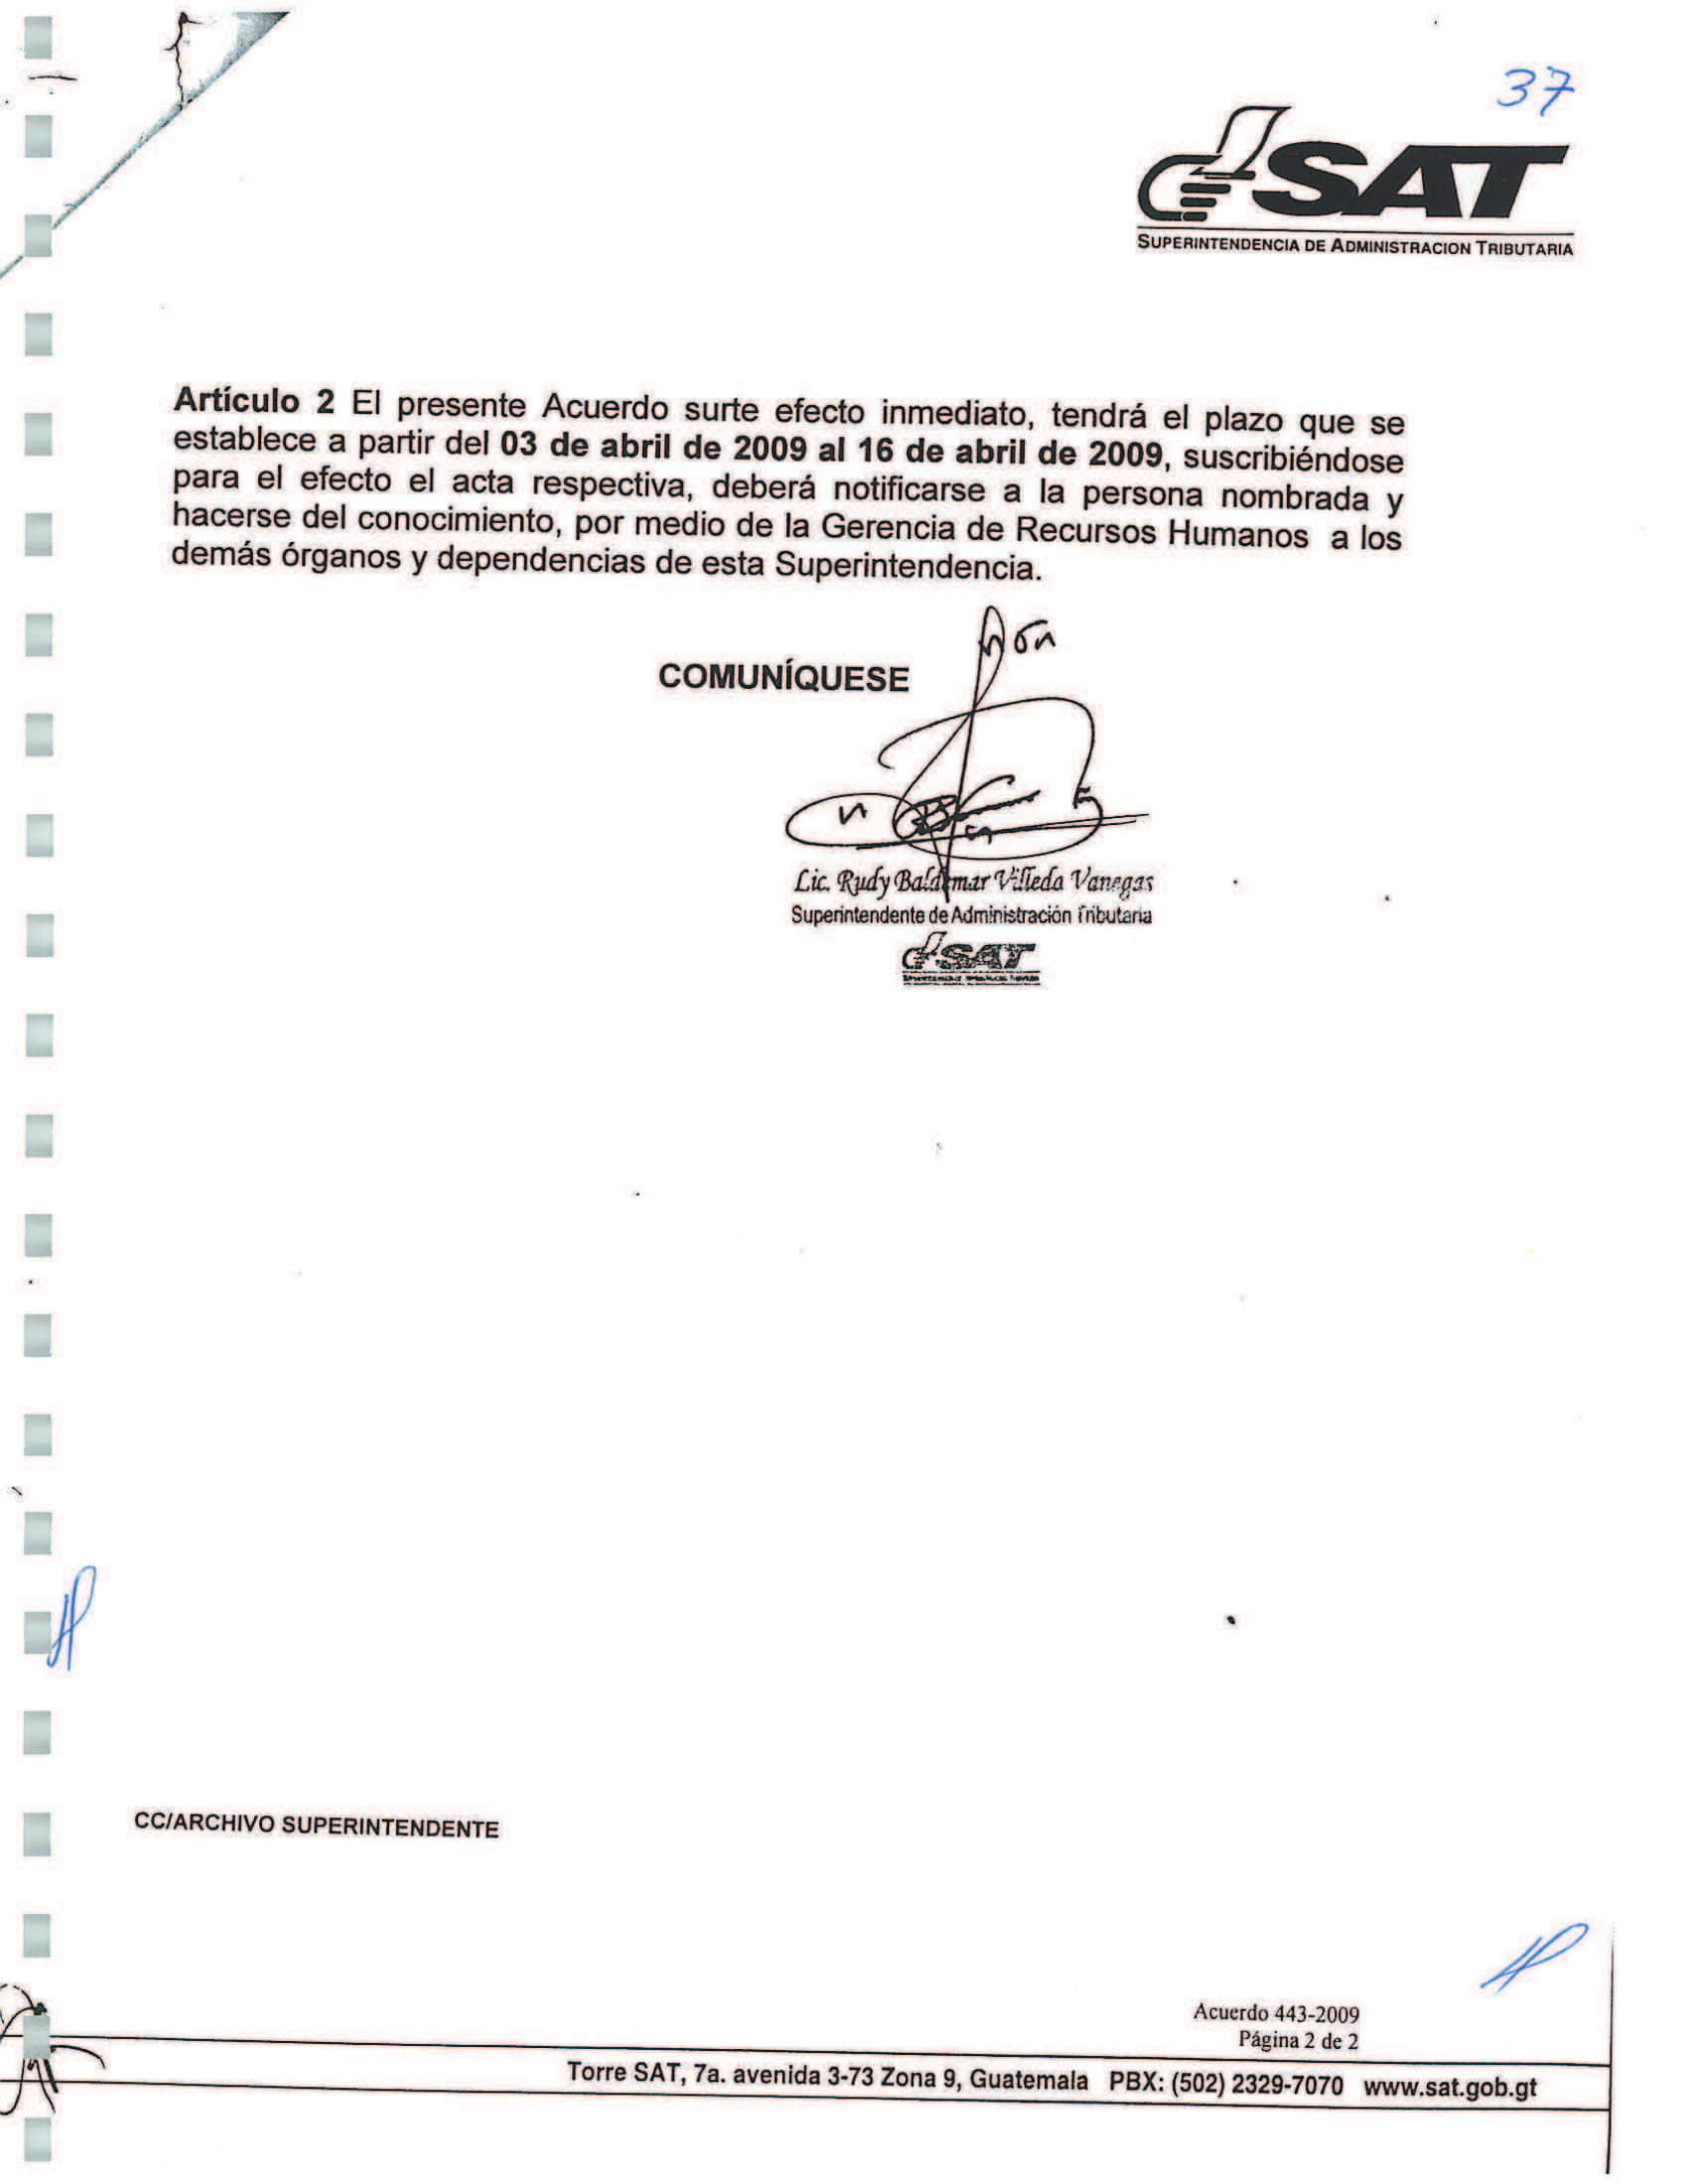 37
SAT
SUPERINTENDENCIA DE ADMINISTRACION TRIBUTARIA
Artículo 2 El presente Acuerdo surte efecto inmediato, tendrá el plazo que se
establece a partir del 03 de abril de 2009 al 16 de abril de 2009, suscribiéndose
para el efecto el acta respectiva, deberá notificarse a la persona nombrada y
hacerse del conocimiento, por medio de la Gerencia de Recursos Humanos a los
demás órganos y dependencias de esta Superintendencia.
COMUNÍQUESE
Lic. Rudy Baldemar Villeda Vanegas
Superintendente de Administración Tributaria
SAT
CC/ARCHIVO SUPERINTENDENTE
Acuerdo 443-2009
Página 2 de 2
Torre SAT, 7a. avenida 3-73 Zona 9, Guatemala PBX: (502) 2329-7070 www.sat.gob.gt